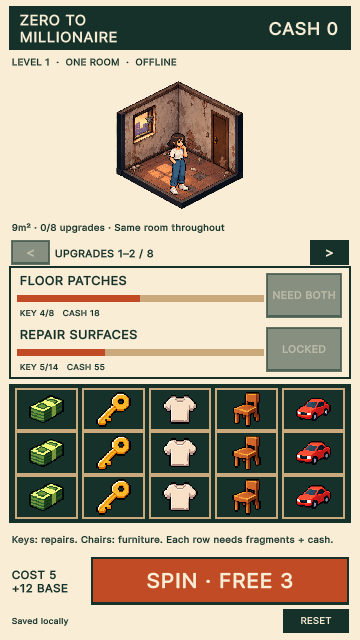 ZERO TO
MILLIONAIRE
CASH 0
LEVEL 1 · ONE ROOM · OFFLINE
9m² · 0/8 upgrades · Same room throughout
<
UPGRADES 1–2 / 8
>
FLOOR PATCHES
NEED BOTH
KEY 4/8 CASH 18
REPAIR SURFACES
LOCKED
KEY 5/14 CASH 55
Keys: repairs. Chairs: furniture. Each row needs fragments + cash.
COST 5
+12 BASE
SPIN · FREE 3
Saved locally
RESET